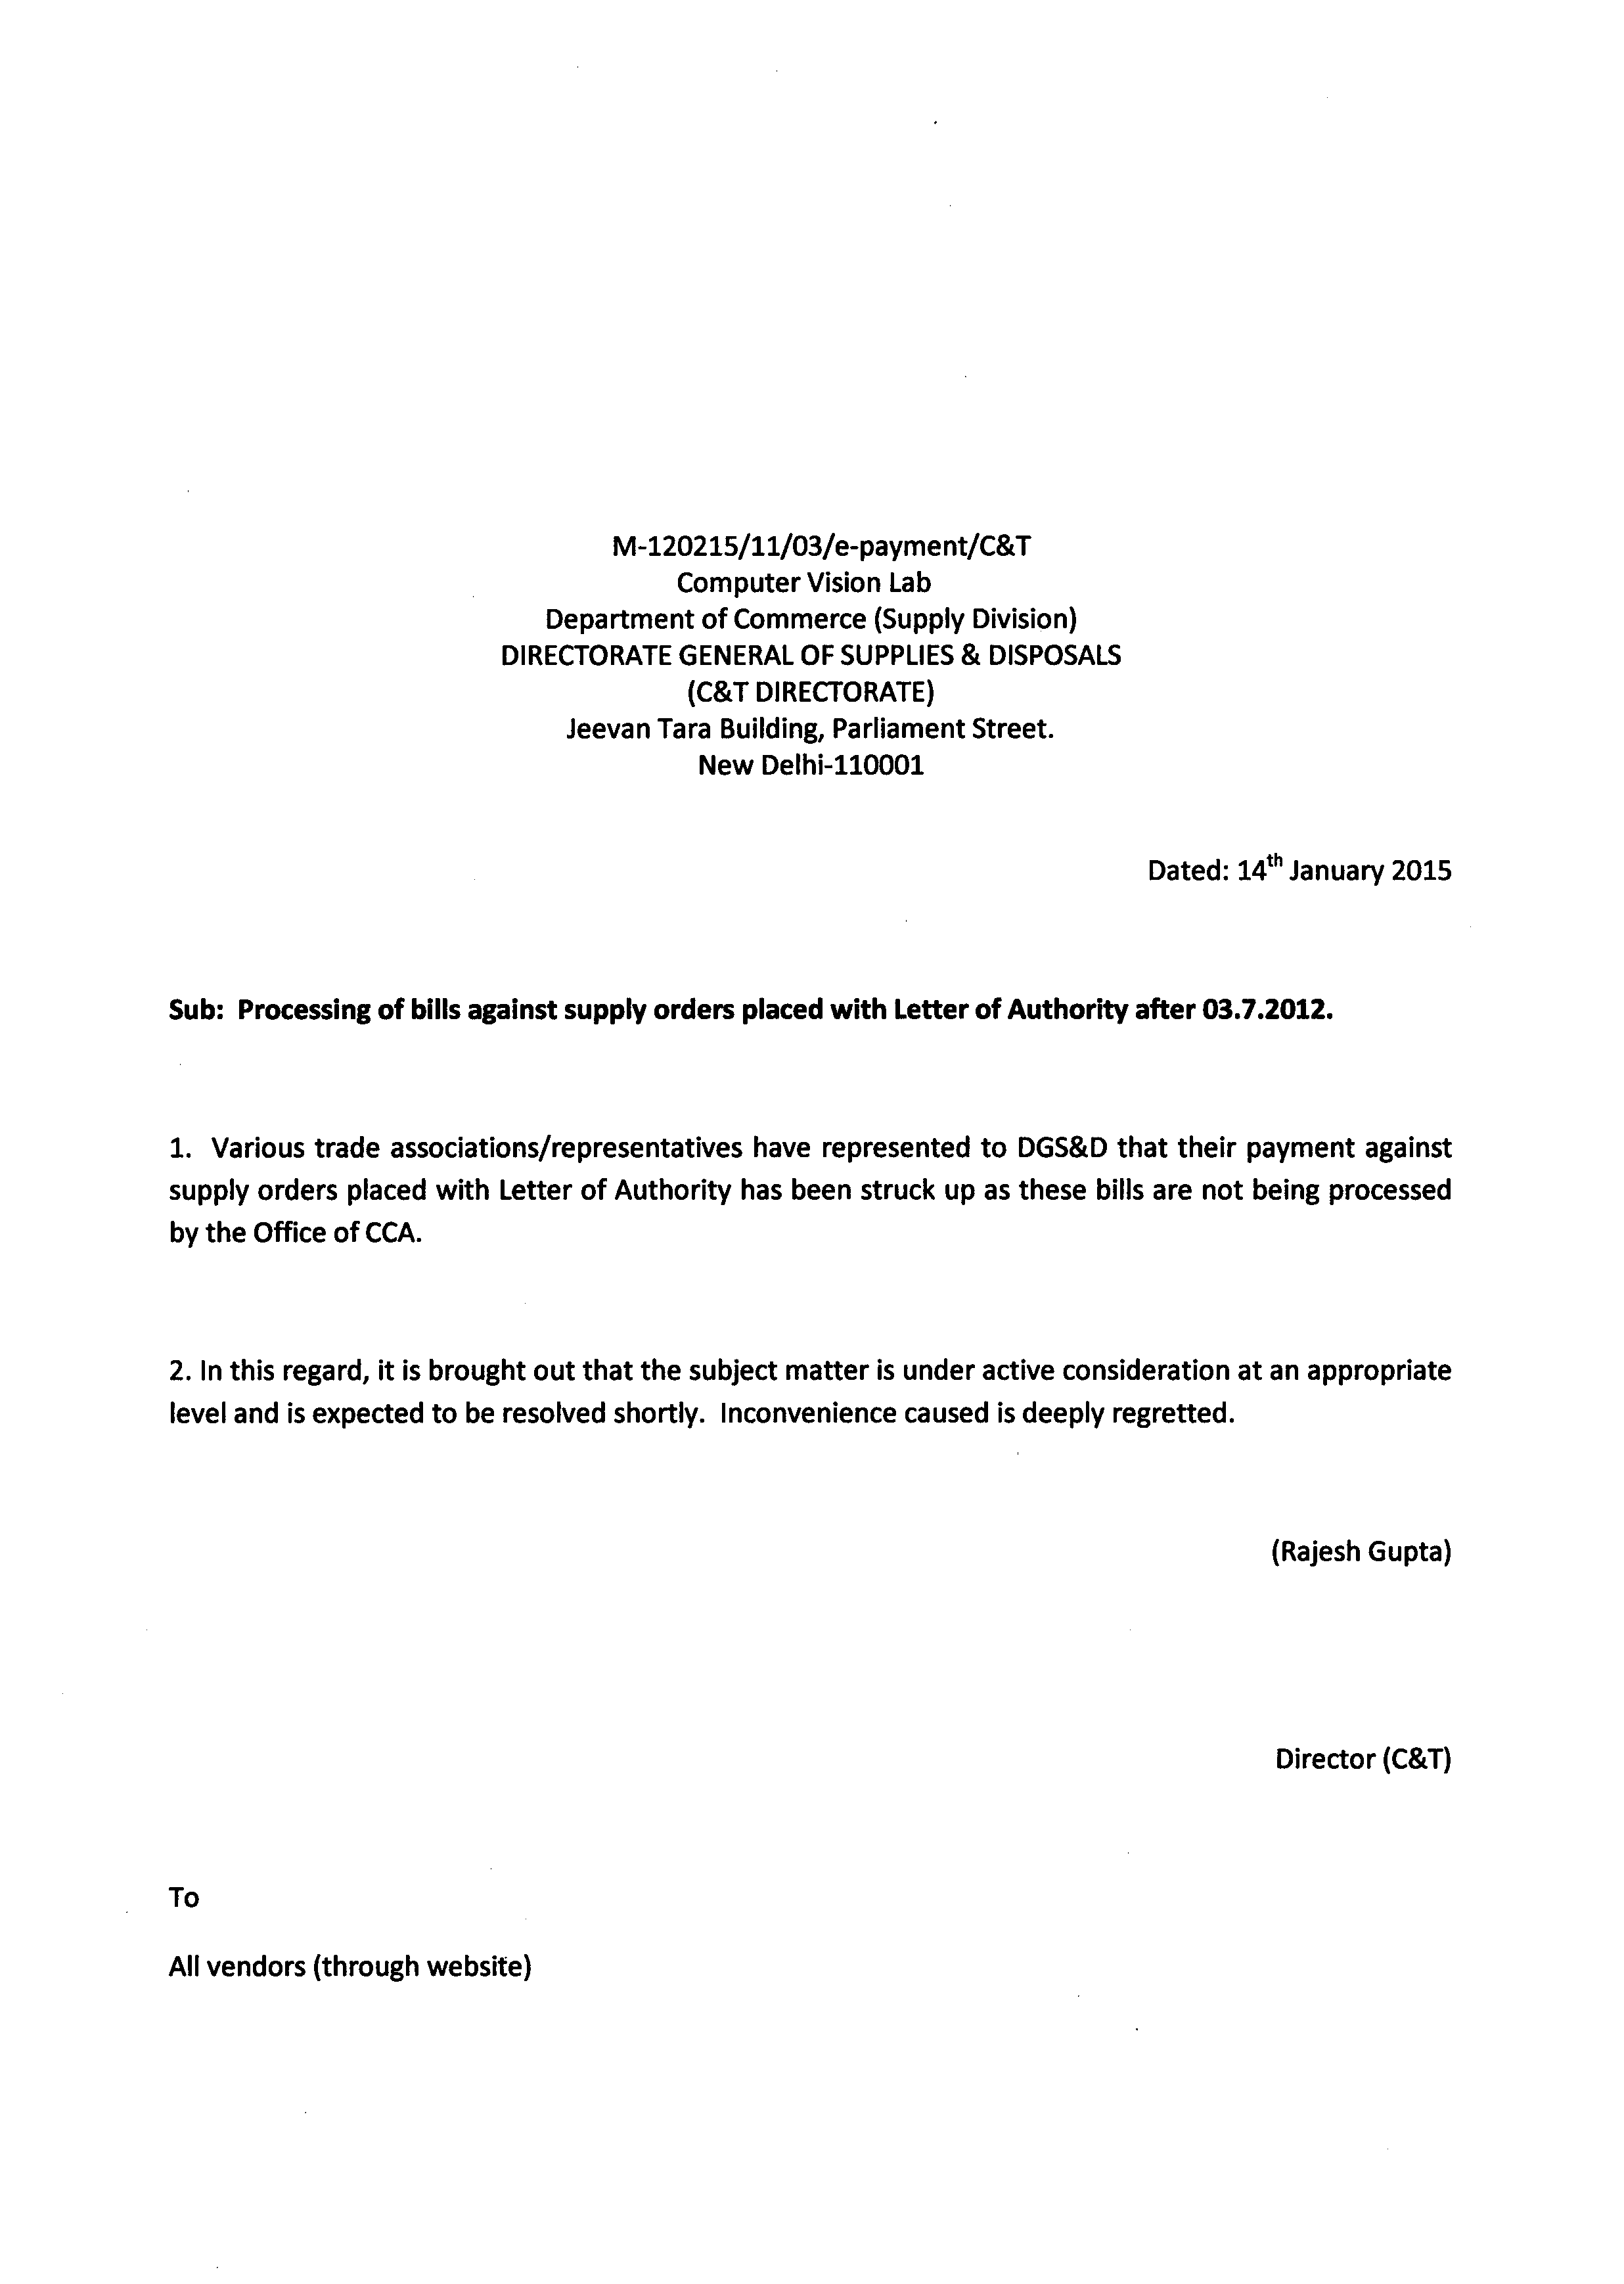 M-120215/11/03/e-payment/C&T
Computer Vision Lab
Department of Commerce (Supply Division)
DIRECTORATE GENERAL OF SUPPLIES & DISPOSALS
(C&T DIRECTORATE)
Jeevan Tara Building, Parliament Street.
New Delhi-110001
Dated: 14th January 2015
Sub: Processing of bills against supply orders placed with Letter of Authority after 03.7.2012.
1. Various trade associations/representatives have represented to DGS&D that their payment against
supply orders placed with Letter of Authority has been struck up as these bills are not being processed
by the Office of CCA.
2. In this regard, it is brought out that the subject matter is under active consideration at an appropriate
level and is expected to be resolved shortly. Inconvenience caused is deeply regretted.
(Rajesh Gupta)
Director (C&T)
To
All vendors (through website)